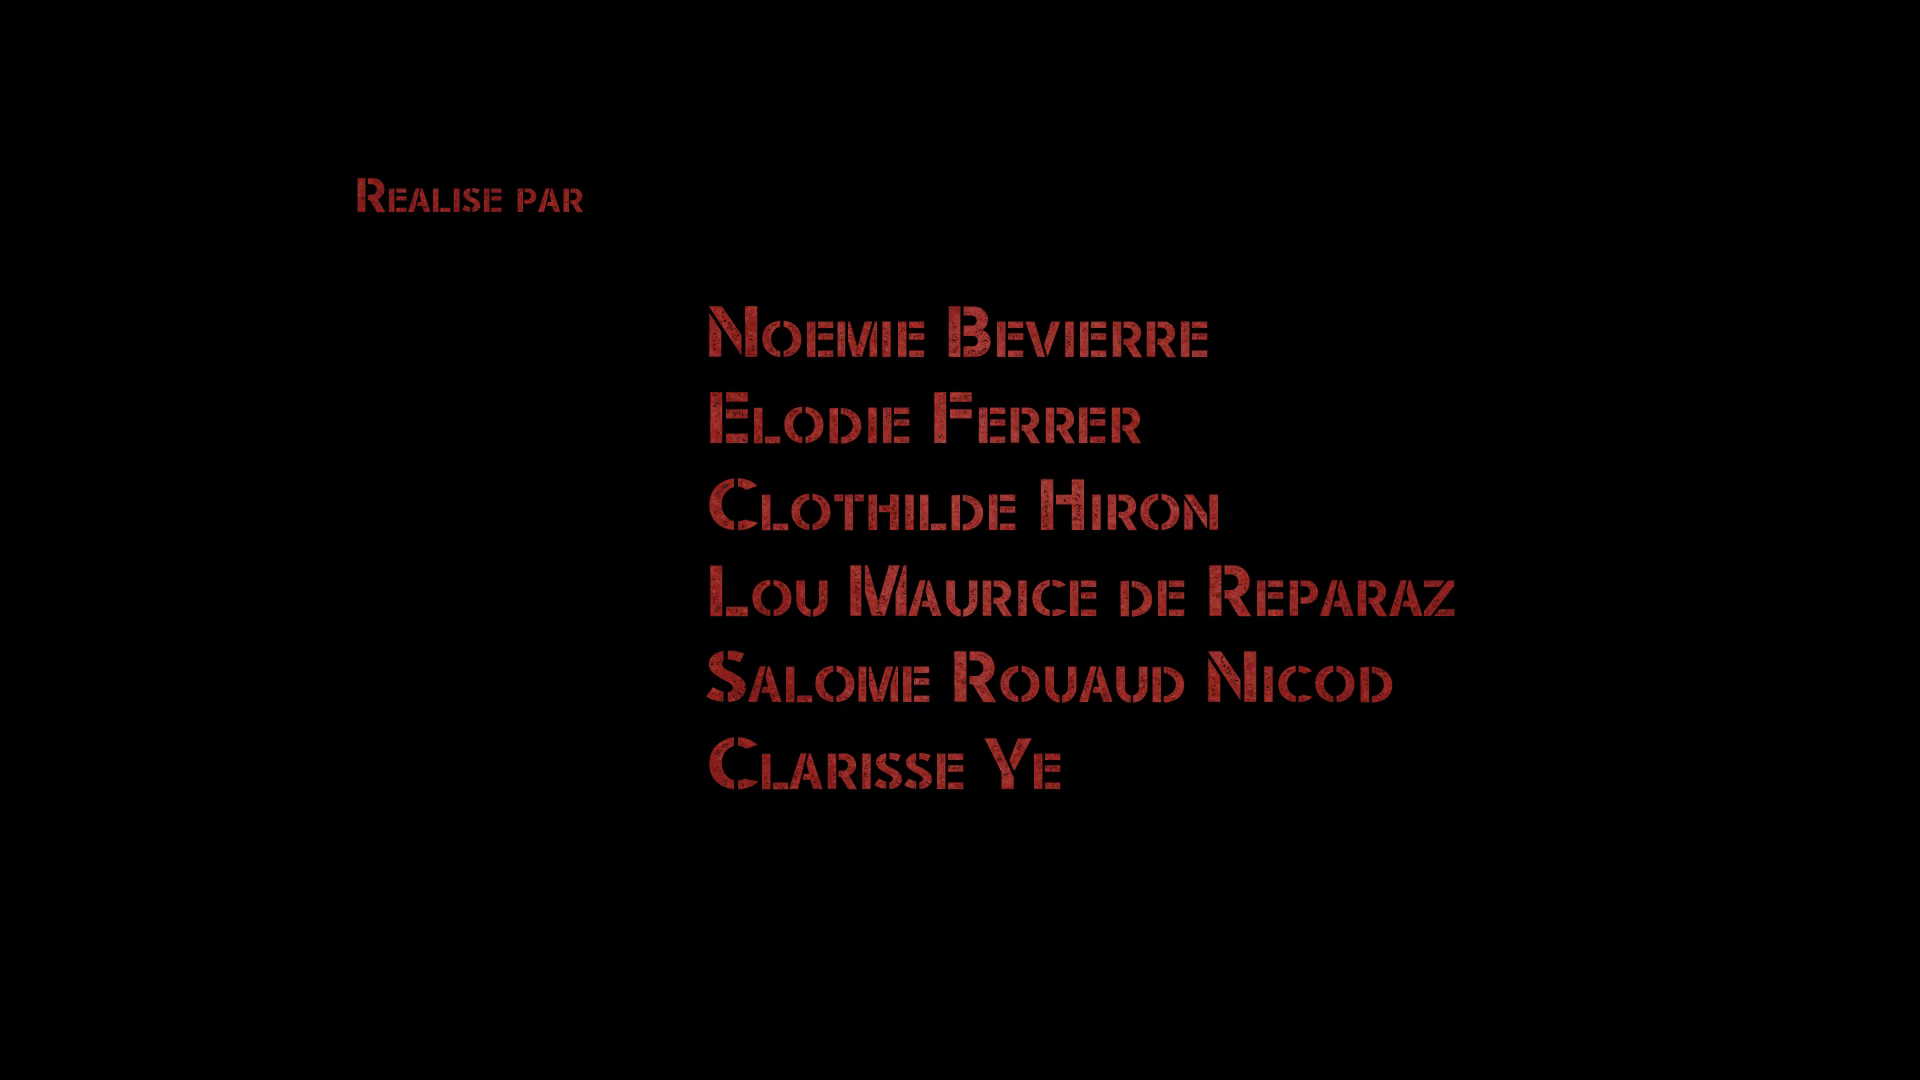 Realise par
Noemie Bevierre
Elodie Ferrer
Clothilde Hiron
Lou Maurice de Reparaz
Salome Rouaud Nicod
Clarisse Ye